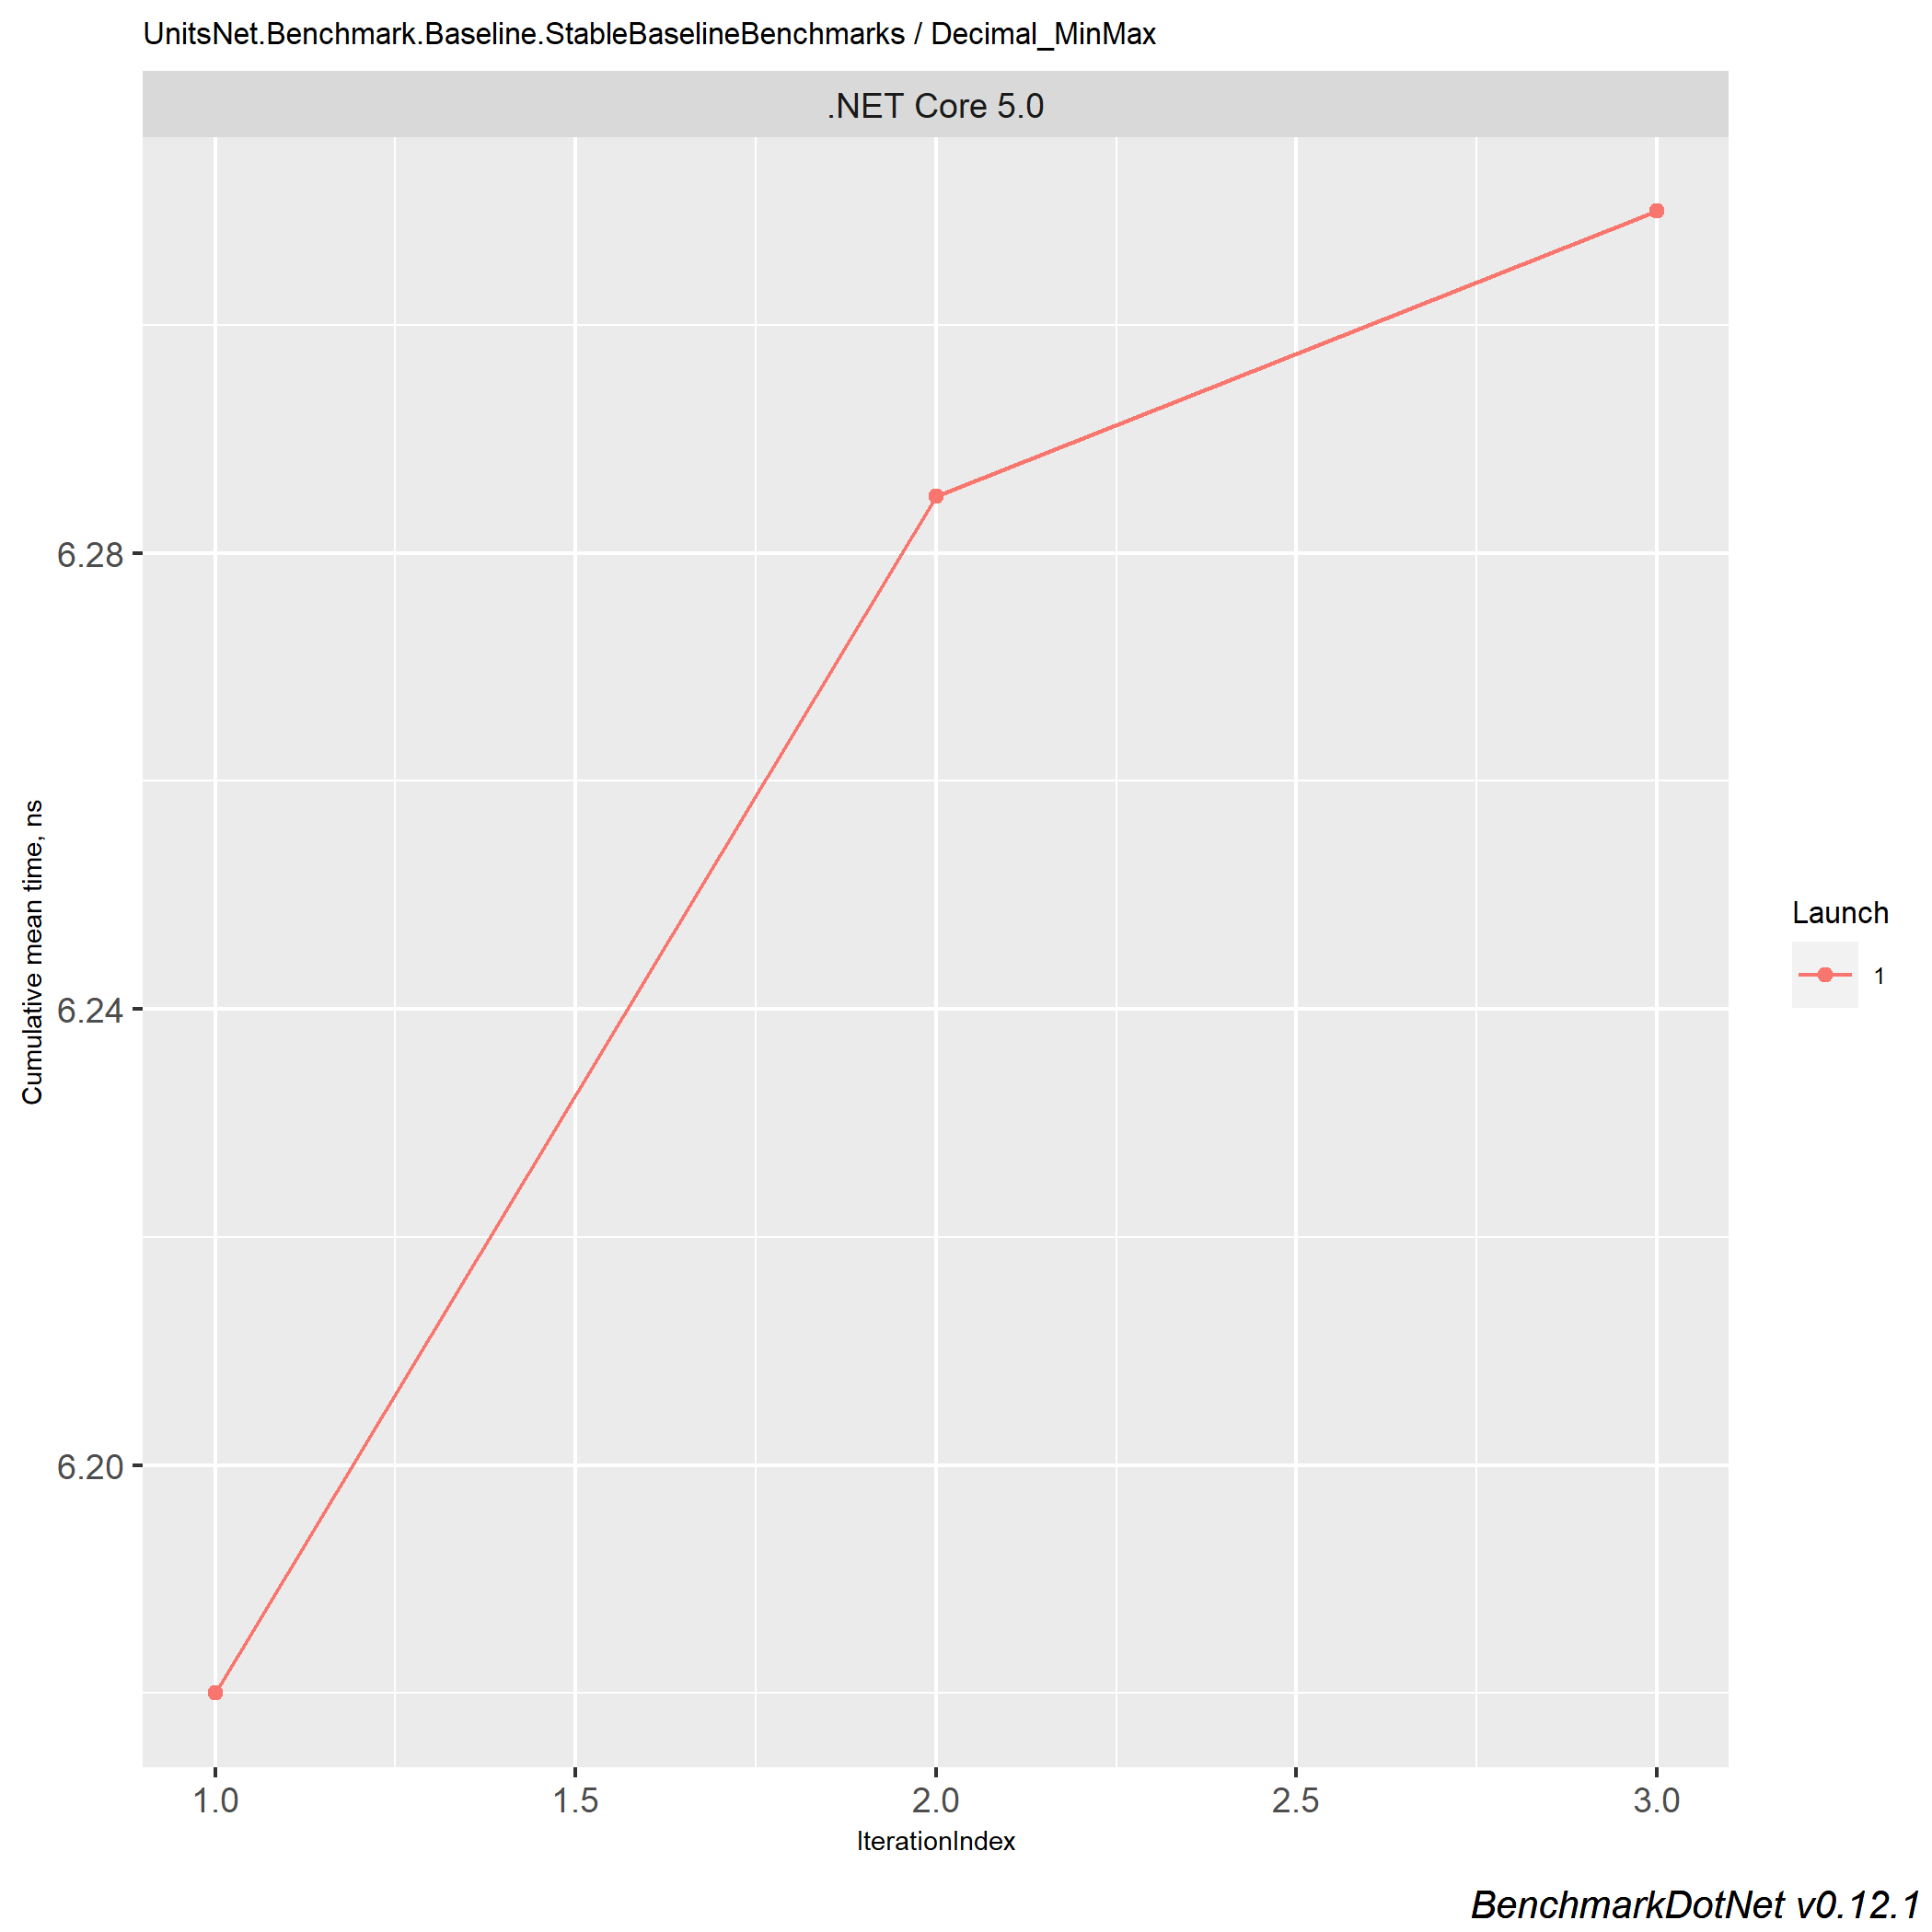 UnitsNet.Benchmark.Baseline.StableBaselineBenchmarks / Decimal_MinMax
.NET Core 5.0
6.28
6.24
6.20
Cumulative mean time, ns
1.0 1.5 2.0 2.5 3.0
IterationIndex
Launch
1
BenchmarkDotNet v0.12.1